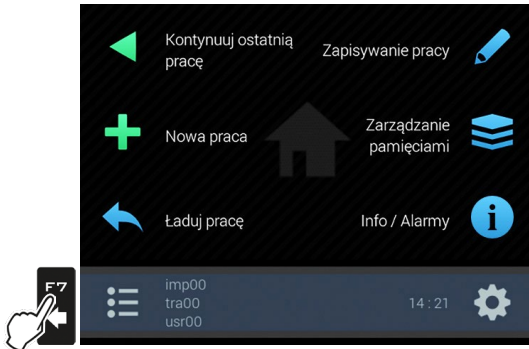 Kontynuuj ostatnią
pracę
Zapisywanie pracy
Nowa praca
Zarządzanie
pamięciami
Ładuj pracę
Info / Alarmy
F7
imp00
tra00
usr00
14 : 21